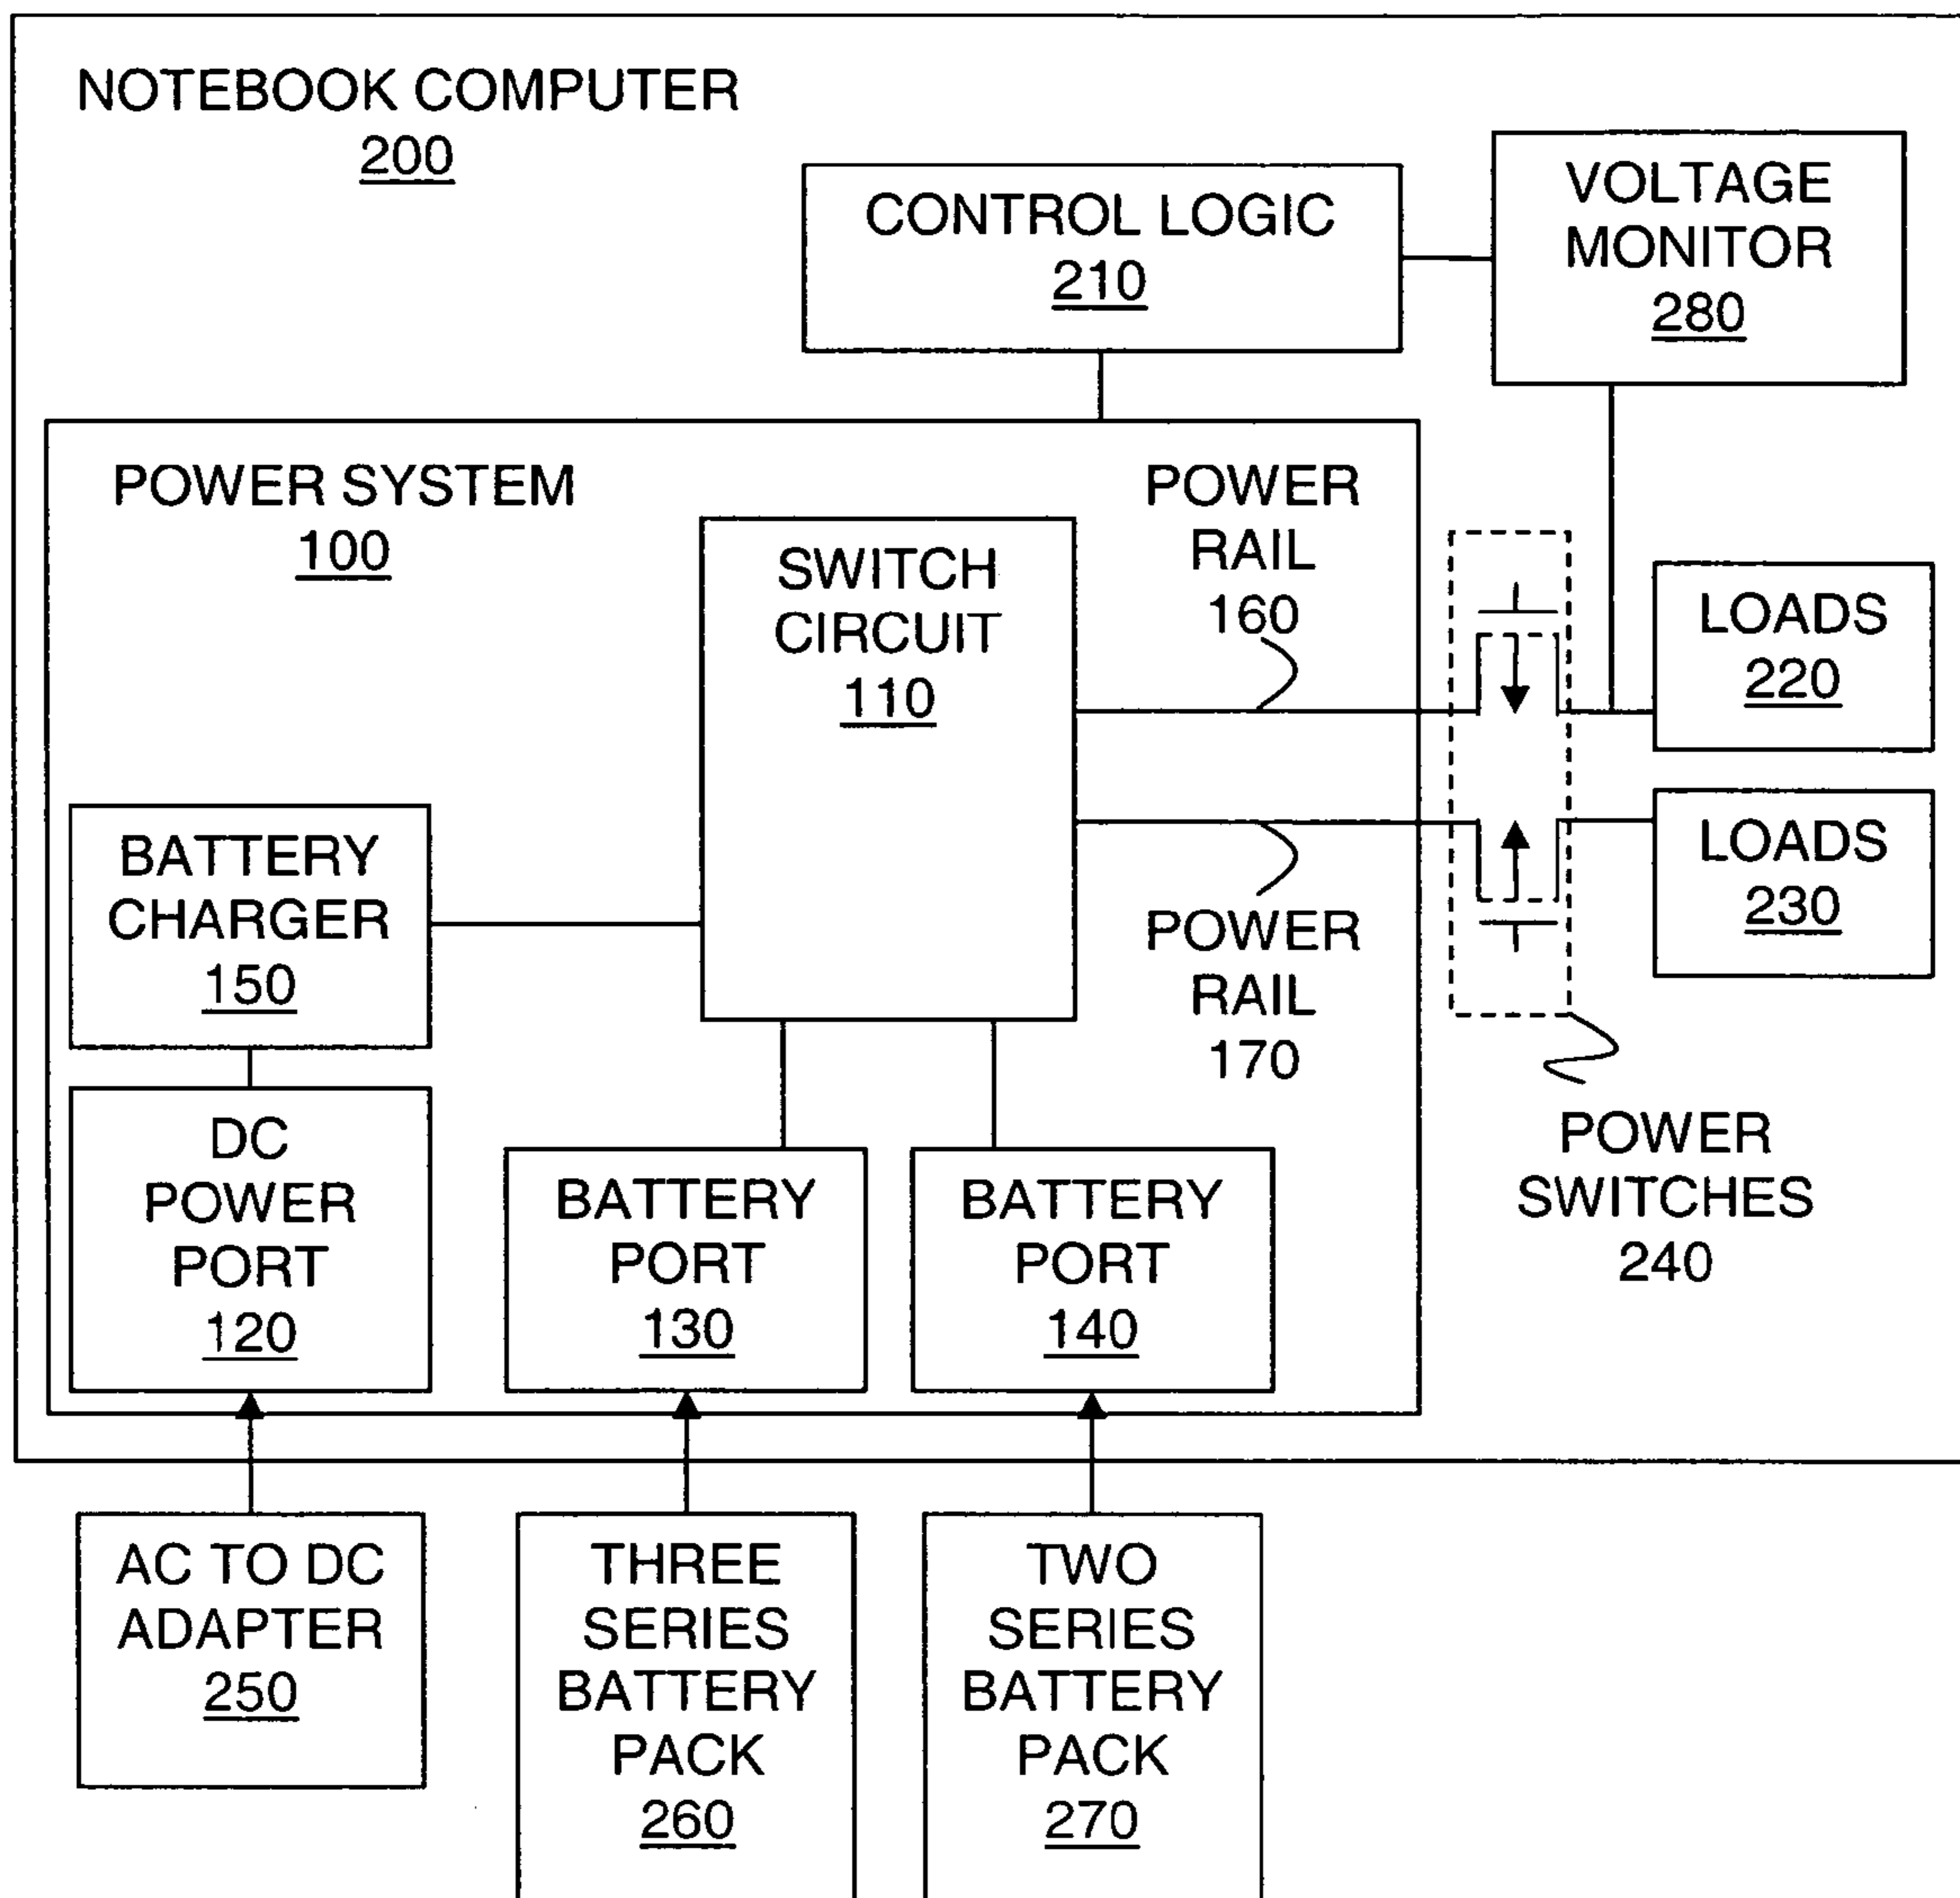 NOTEBOOK COMPUTER
200
CONTROL LOGIC
210
VOLTAGE
MONITOR
280
POWER SYSTEM
100
SWITCH
CIRCUIT
110
POWER
RAIL
160
LOADS
220
BATTERY
CHARGER
150
POWER
RAIL
170
LOADS
230
DC
POWER
PORT
120
BATTERY
PORT
130
BATTERY
PORT
140
POWER
SWITCHES
240
AC TO DC
ADAPTER
250
THREE
SERIES
BATTERY
PACK
260
TWO
SERIES
BATTERY
PACK
270